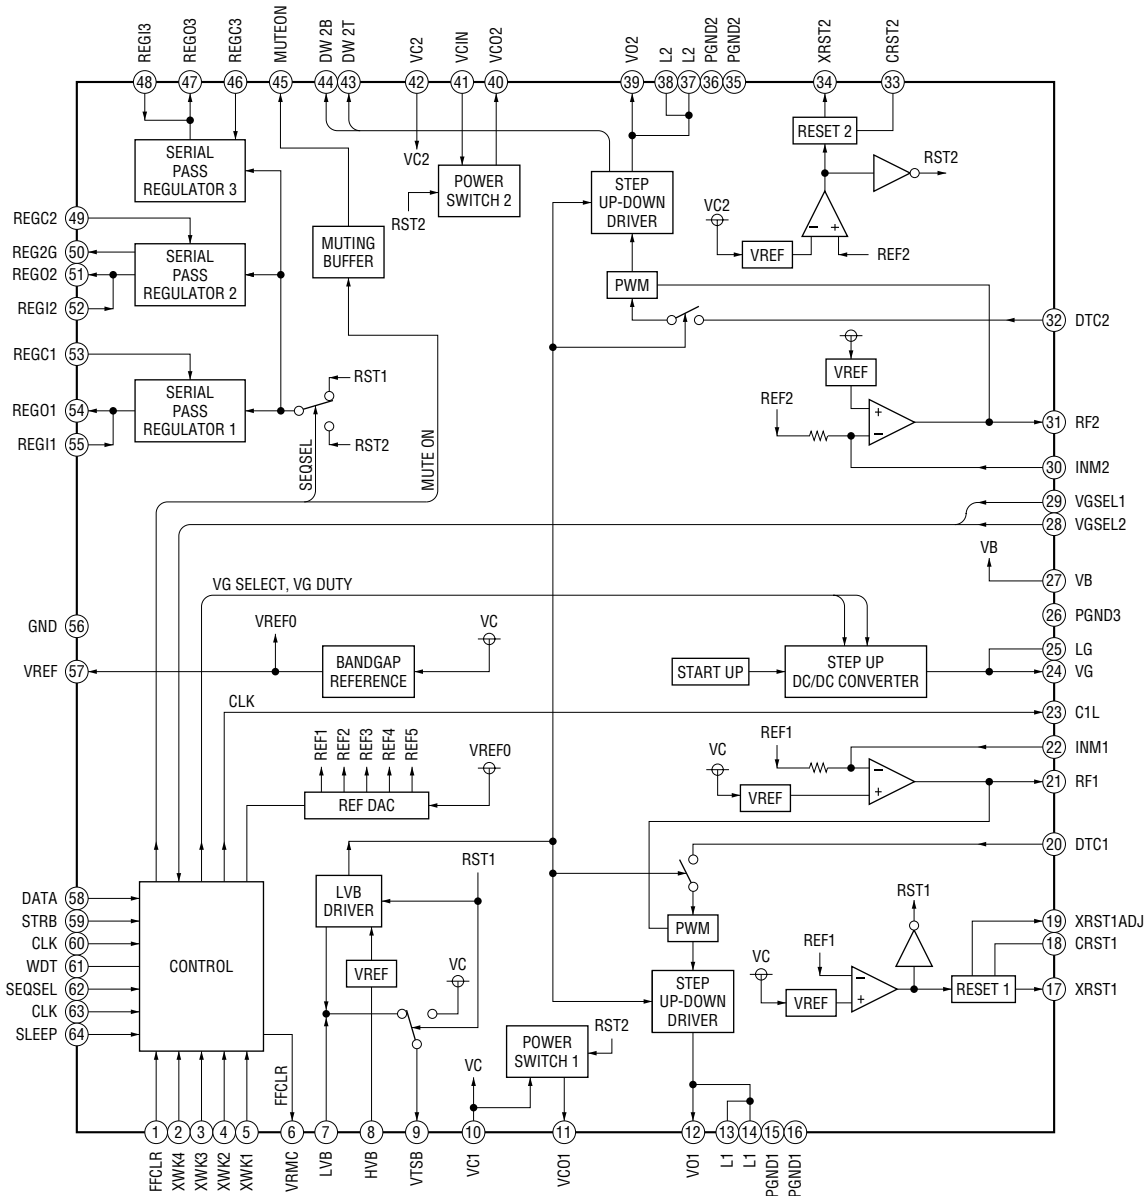 REGI3
REGO3
REGC3
MUTEON
DW 2B
DW 2T
VC2
VCIN
VCO2
VO2
L2
L2
PGND2
PGND2
XRST2
CRST2
48
47
46
45
44
43
42
41
40
39
38
37
36
35
34
33
SERIAL
PASS
REGULATOR 3
VC2
RST2
POWER
SWITCH 2
STEP
UP-DOWN
DRIVER
RESET 2
RST2
VC2
VREF
REF2
REGC2
49
REG2G
50
REGO2
51
REGI2
52
SERIAL
PASS
REGULATOR 2
MUTING
BUFFER
PWM
32
DTC2
REGC1
53
REGO1
54
REGI1
55
SERIAL
PASS
REGULATOR 1
RST1
RST2
SEQSEL
MUTE ON
VREF
REF2
+
−
31
RF2
30
INM2
29
VGSEL1
28
VGSEL2
VB
27
VB
26
PGND3
VG SELECT, VG DUTY
GND
56
VREF
57
VREF0
BANDGAP
REFERENCE
VC
START UP
STEP UP
DC/DC CONVERTER
25
LG
24
VG
CLK
23
C1L
REF1
REF2
REF3
REF4
REF5
VREF0
REF DAC
REF1
VC
VREF
−
+
22
INM1
21
RF1
20
DTC1
DATA
58
STRB
59
CLK
60
WDT
61
SEQSEL
62
CLK
63
SLEEP
64
CONTROL
LVB
DRIVER
RST1
VREF
VC
PWM
STEP
UP-DOWN
DRIVER
RST1
REF1
VC
VREF
−
+
RESET 1
19
XRST1ADJ
18
CRST1
17
XRST1
FFCLR
VC
POWER
SWITCH 1
RST2
1
2
3
4
5
6
7
8
9
10
11
12
13
14
15
16
FFCLR
XWK4
XWK3
XWK2
XWK1
VRMC
LVB
HVB
VTSB
VC1
VCO1
VO1
L1
L1
PGND1
PGND1
− +